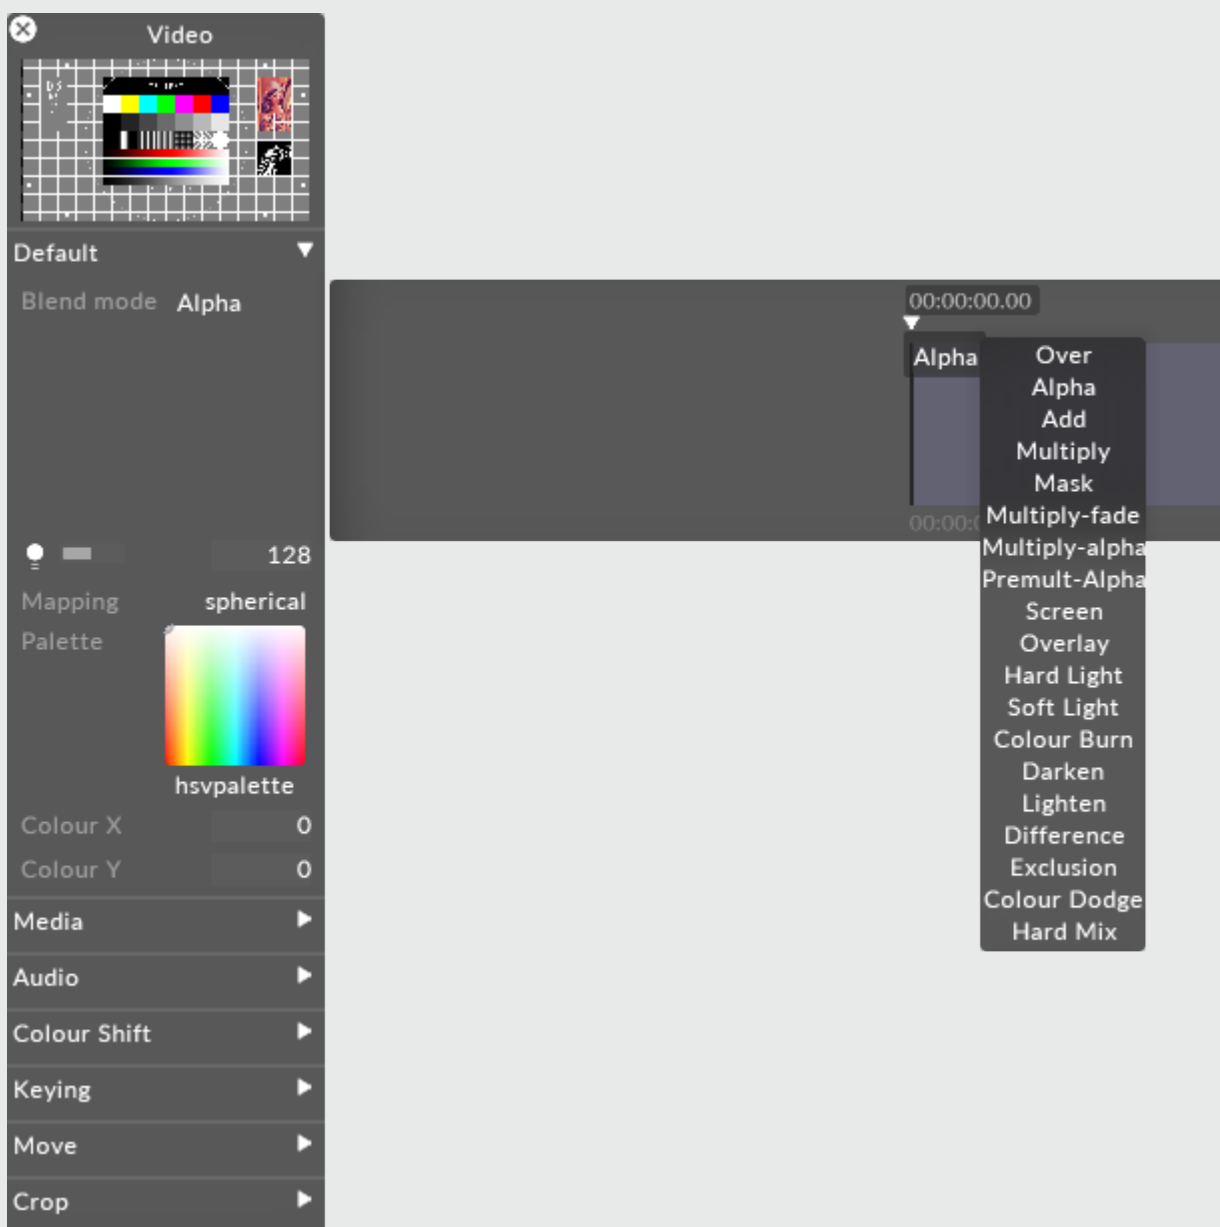 Video
Default
Blend mode Alpha
128
Mapping spherical
Palette
hsvpalette
Colour X 0
Colour Y 0
Media
Audio
Colour Shift
Keying
Move
Crop
00:00:00.00
Alpha
00:00:
Over
Alpha
Add
Multiply
Mask
Multiply-fade
Multiply-alpha
Premult-Alpha
Screen
Overlay
Hard Light
Soft Light
Colour Burn
Darken
Lighten
Difference
Exclusion
Colour Dodge
Hard Mix